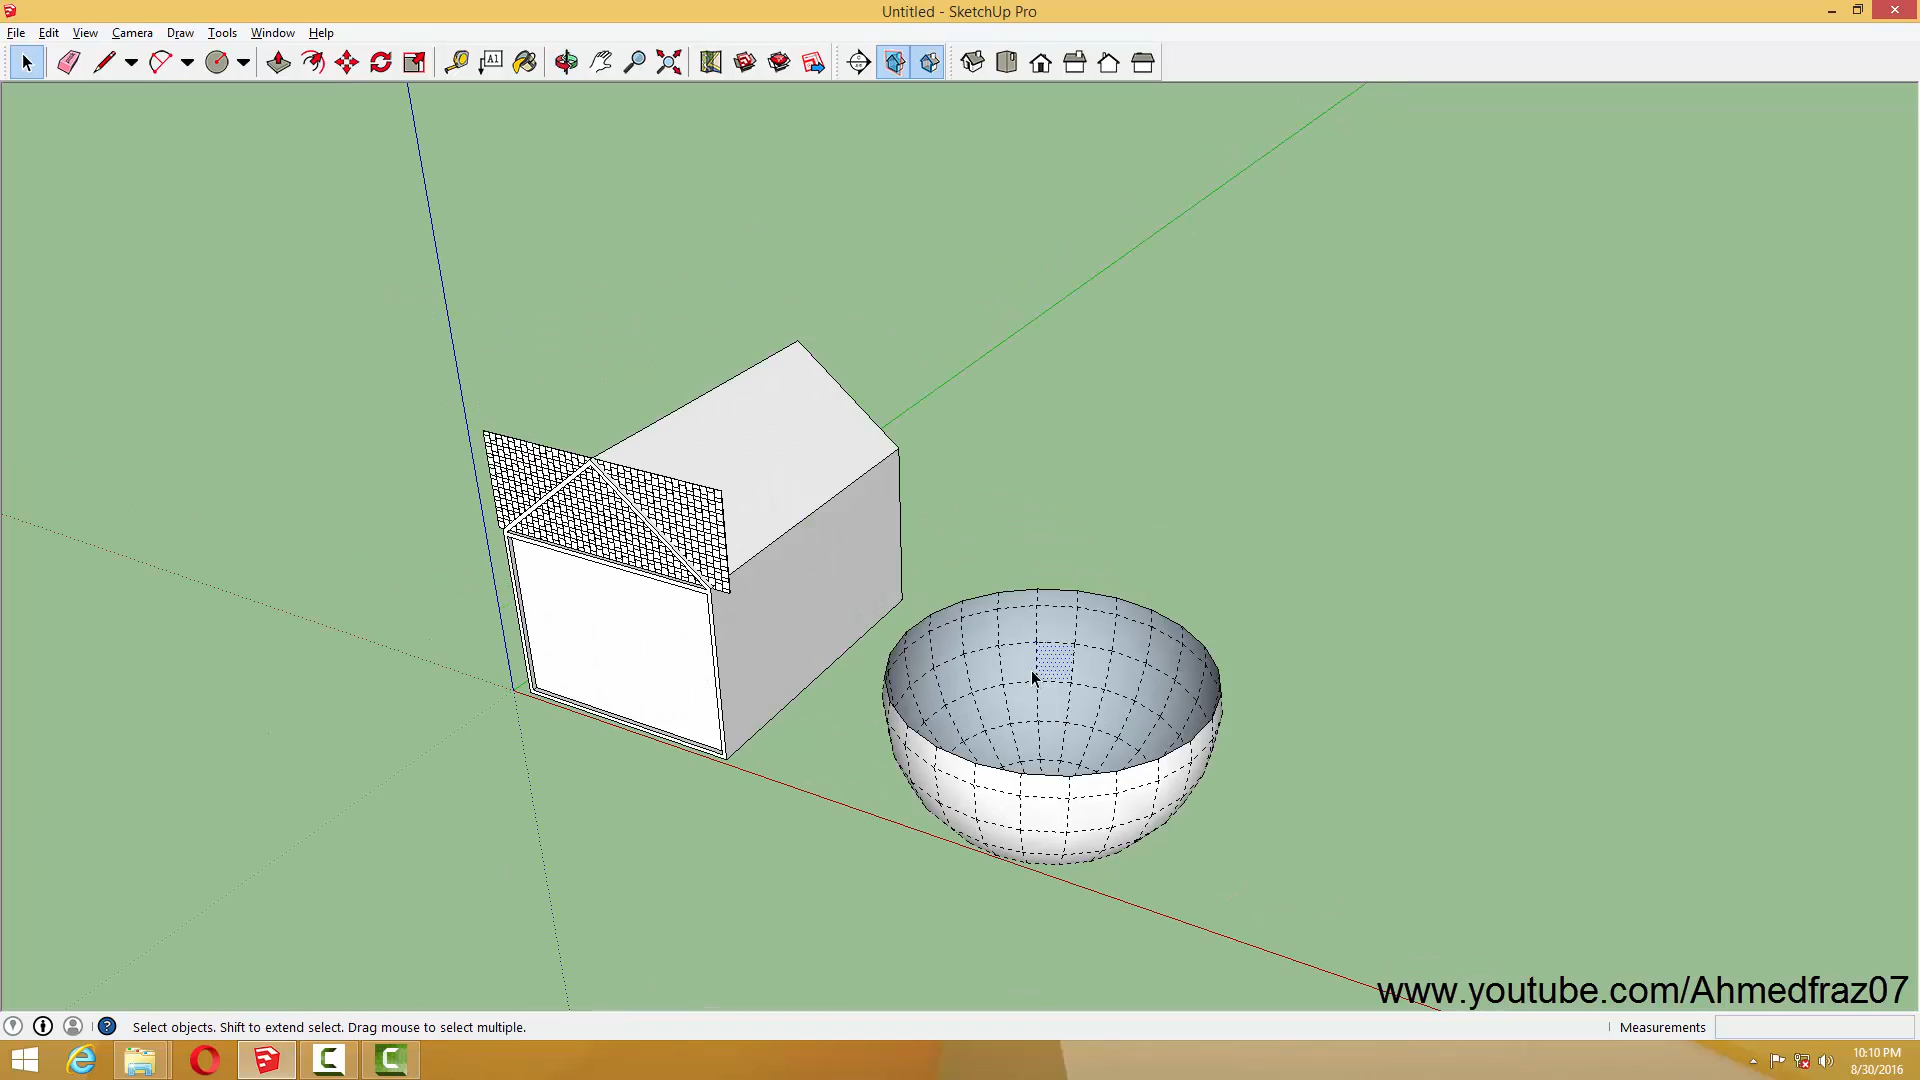 Untitled - SketchUp Pro
File Edit View Camera Draw Tools Window Help
A1
www.youtube.com/Ahmedfraz07
Select objects. Shift to extend select. Drag mouse to select multiple.
Measurements
10:10 PM
8/30/2016